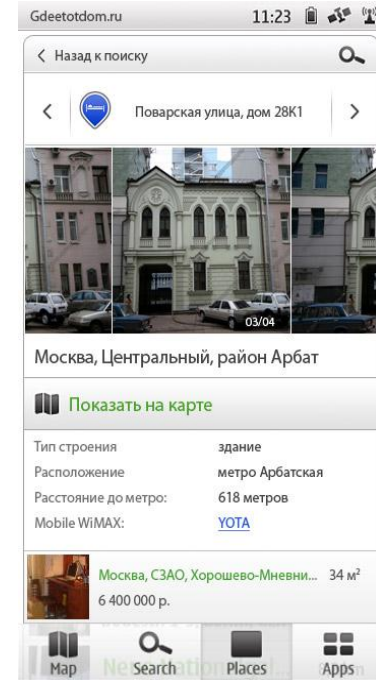 Gdeetotdom.ru 11:23
Назад к поиску
Поварская улица, дом 28К1
03/04
Москва, Центральный, район Арбат
Показать на карте
Тип строения здание
Расположение метро Арбатская
Расстояние до метро: 618 метров
Mobile WiMAX: YOTA
Москва, СЗАО, Хорошево-Мневни... 34 м²
6 400 000 р.
Map Search Places Apps